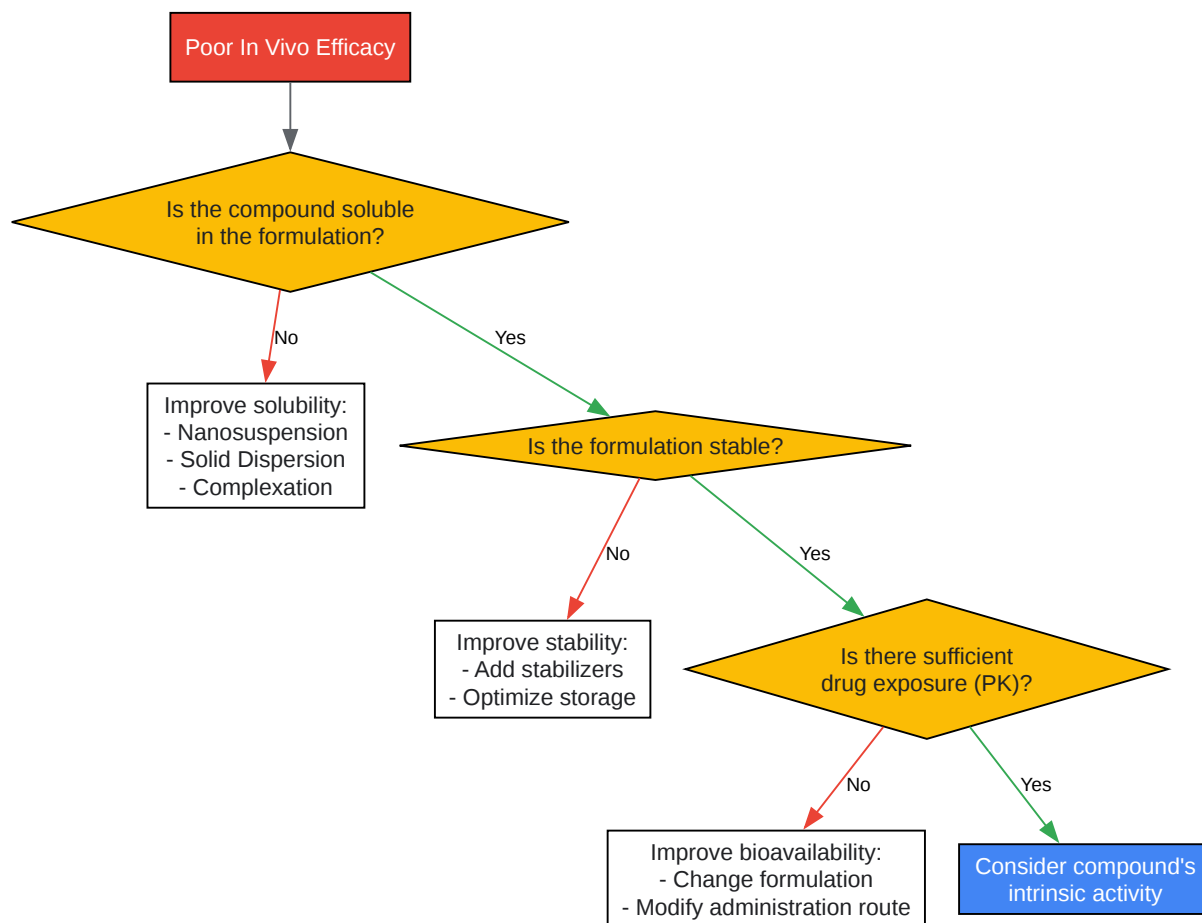 Poor In Vivo Efficacy
Is the compound soluble
in the formulation?
No
Yes
Improve solubility:
- Nanosuspension
- Solid Dispersion
- Complexation
Is the formulation stable?
No
Yes
Improve stability:
- Add stabilizers
- Optimize storage
Is there sufficient
drug exposure (PK)?
No
Yes
Improve bioavailability:
- Change formulation
- Modify administration route
Consider compound's
intrinsic activity